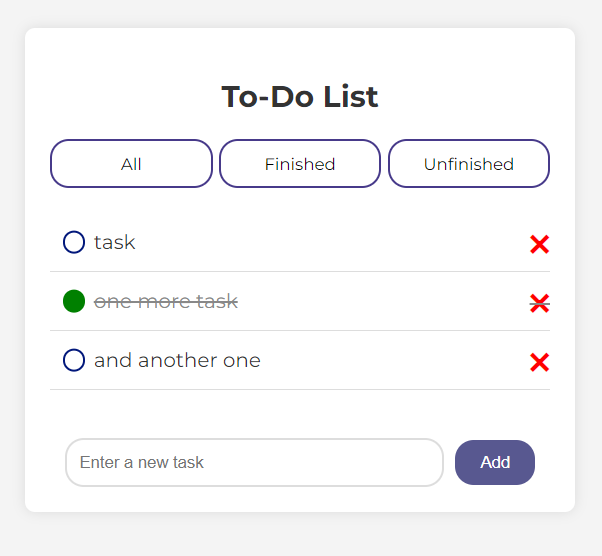 To-Do List
All Finished Unfinished
task
one more task
and another one
Enter a new task Add